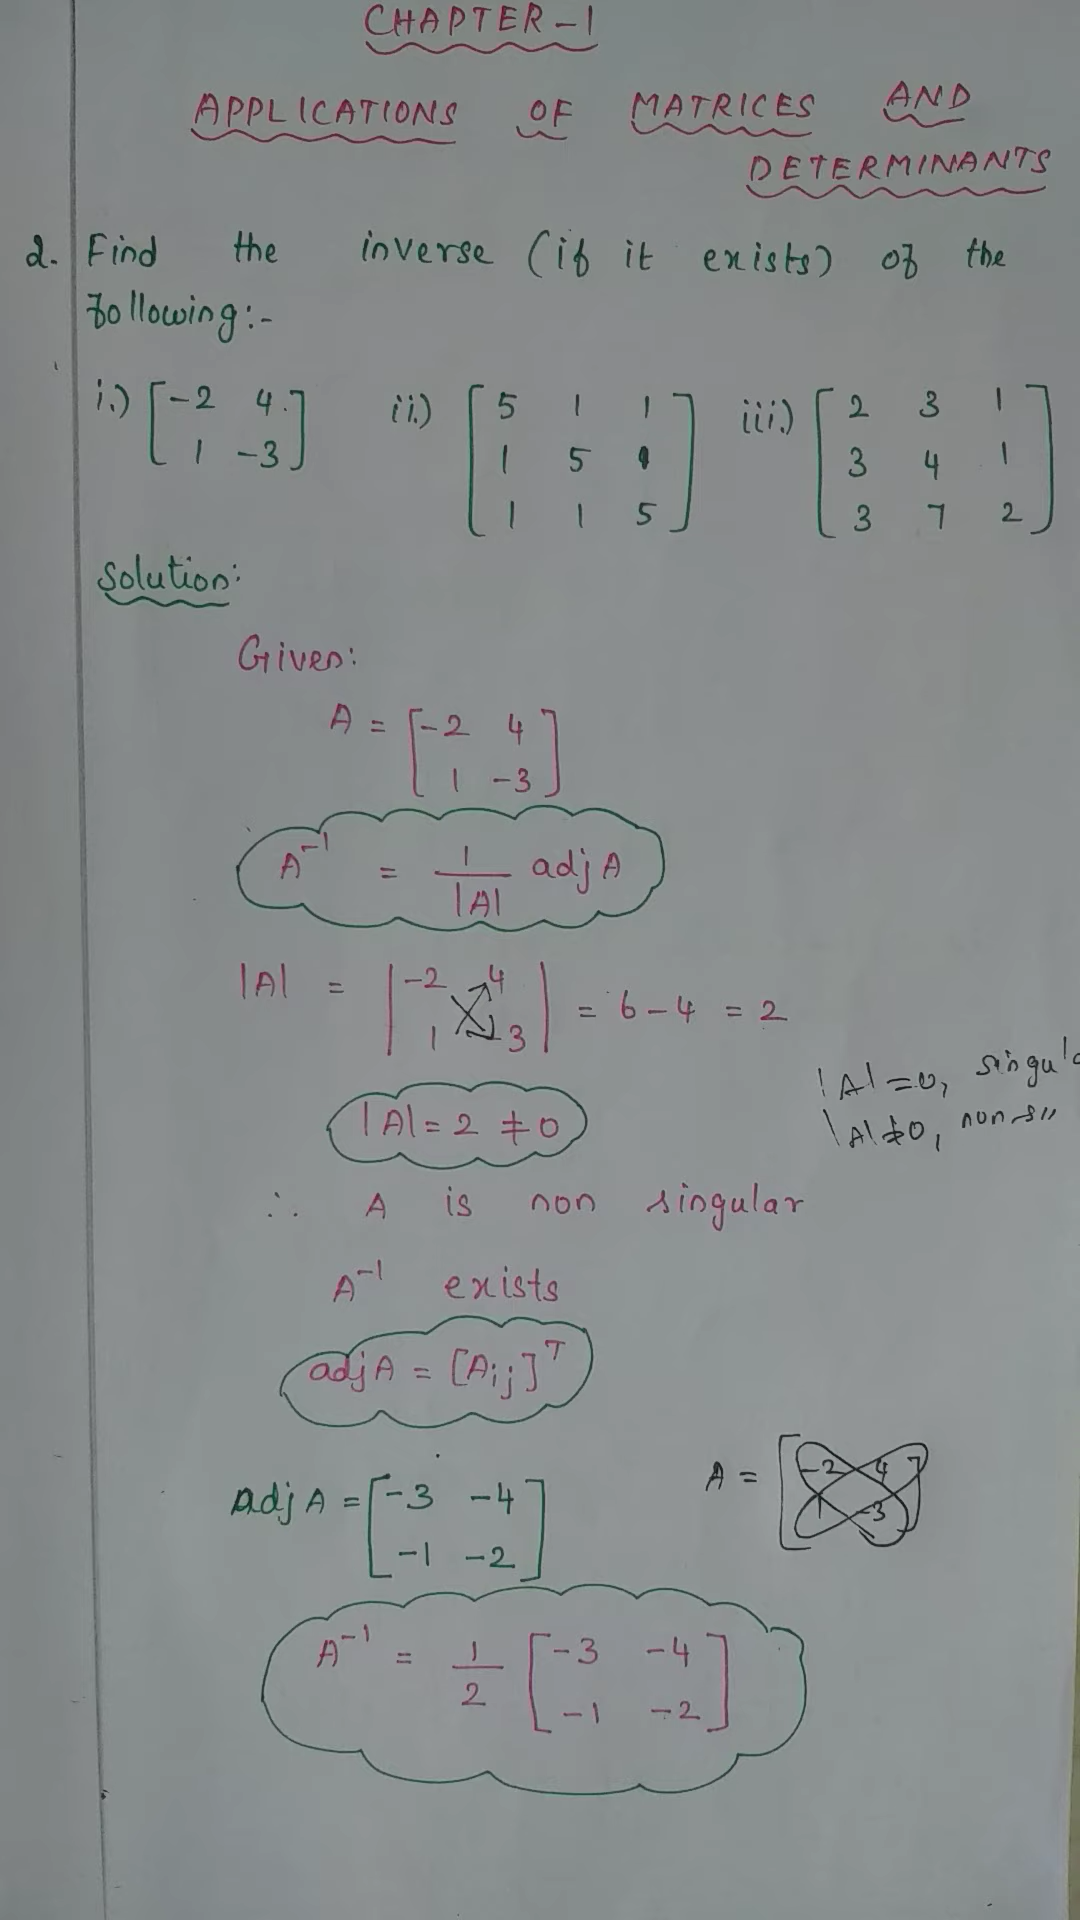 CHAPTER-1
APPLICATIONS OF MATRICES AND
DETERMINANTS
2. Find the inverse (if it exists) of the
following:-
i.) [-2 4
1 -3] ii.) [5 1 1
1 5 1
1 1 5] iii.) [2 3 1
3 4 1
3 7 2]
Solution:
Given:
A = [-2 4
1 -3]
A⁻¹ = 1/|A| adj A
|A| = |-2 4
1 -3| = 6-4 = 2
|A|=0,
|A|≠0, non
|A| = 2 ≠ 0
∴ A is non singular
A⁻¹ exists
adj A = [Aij]ᵀ
Adj A = [-3 -4
-1 -2]
A = [-2 4
1 -3]
A⁻¹ = 1/2 [-3 -4
-1 -2]